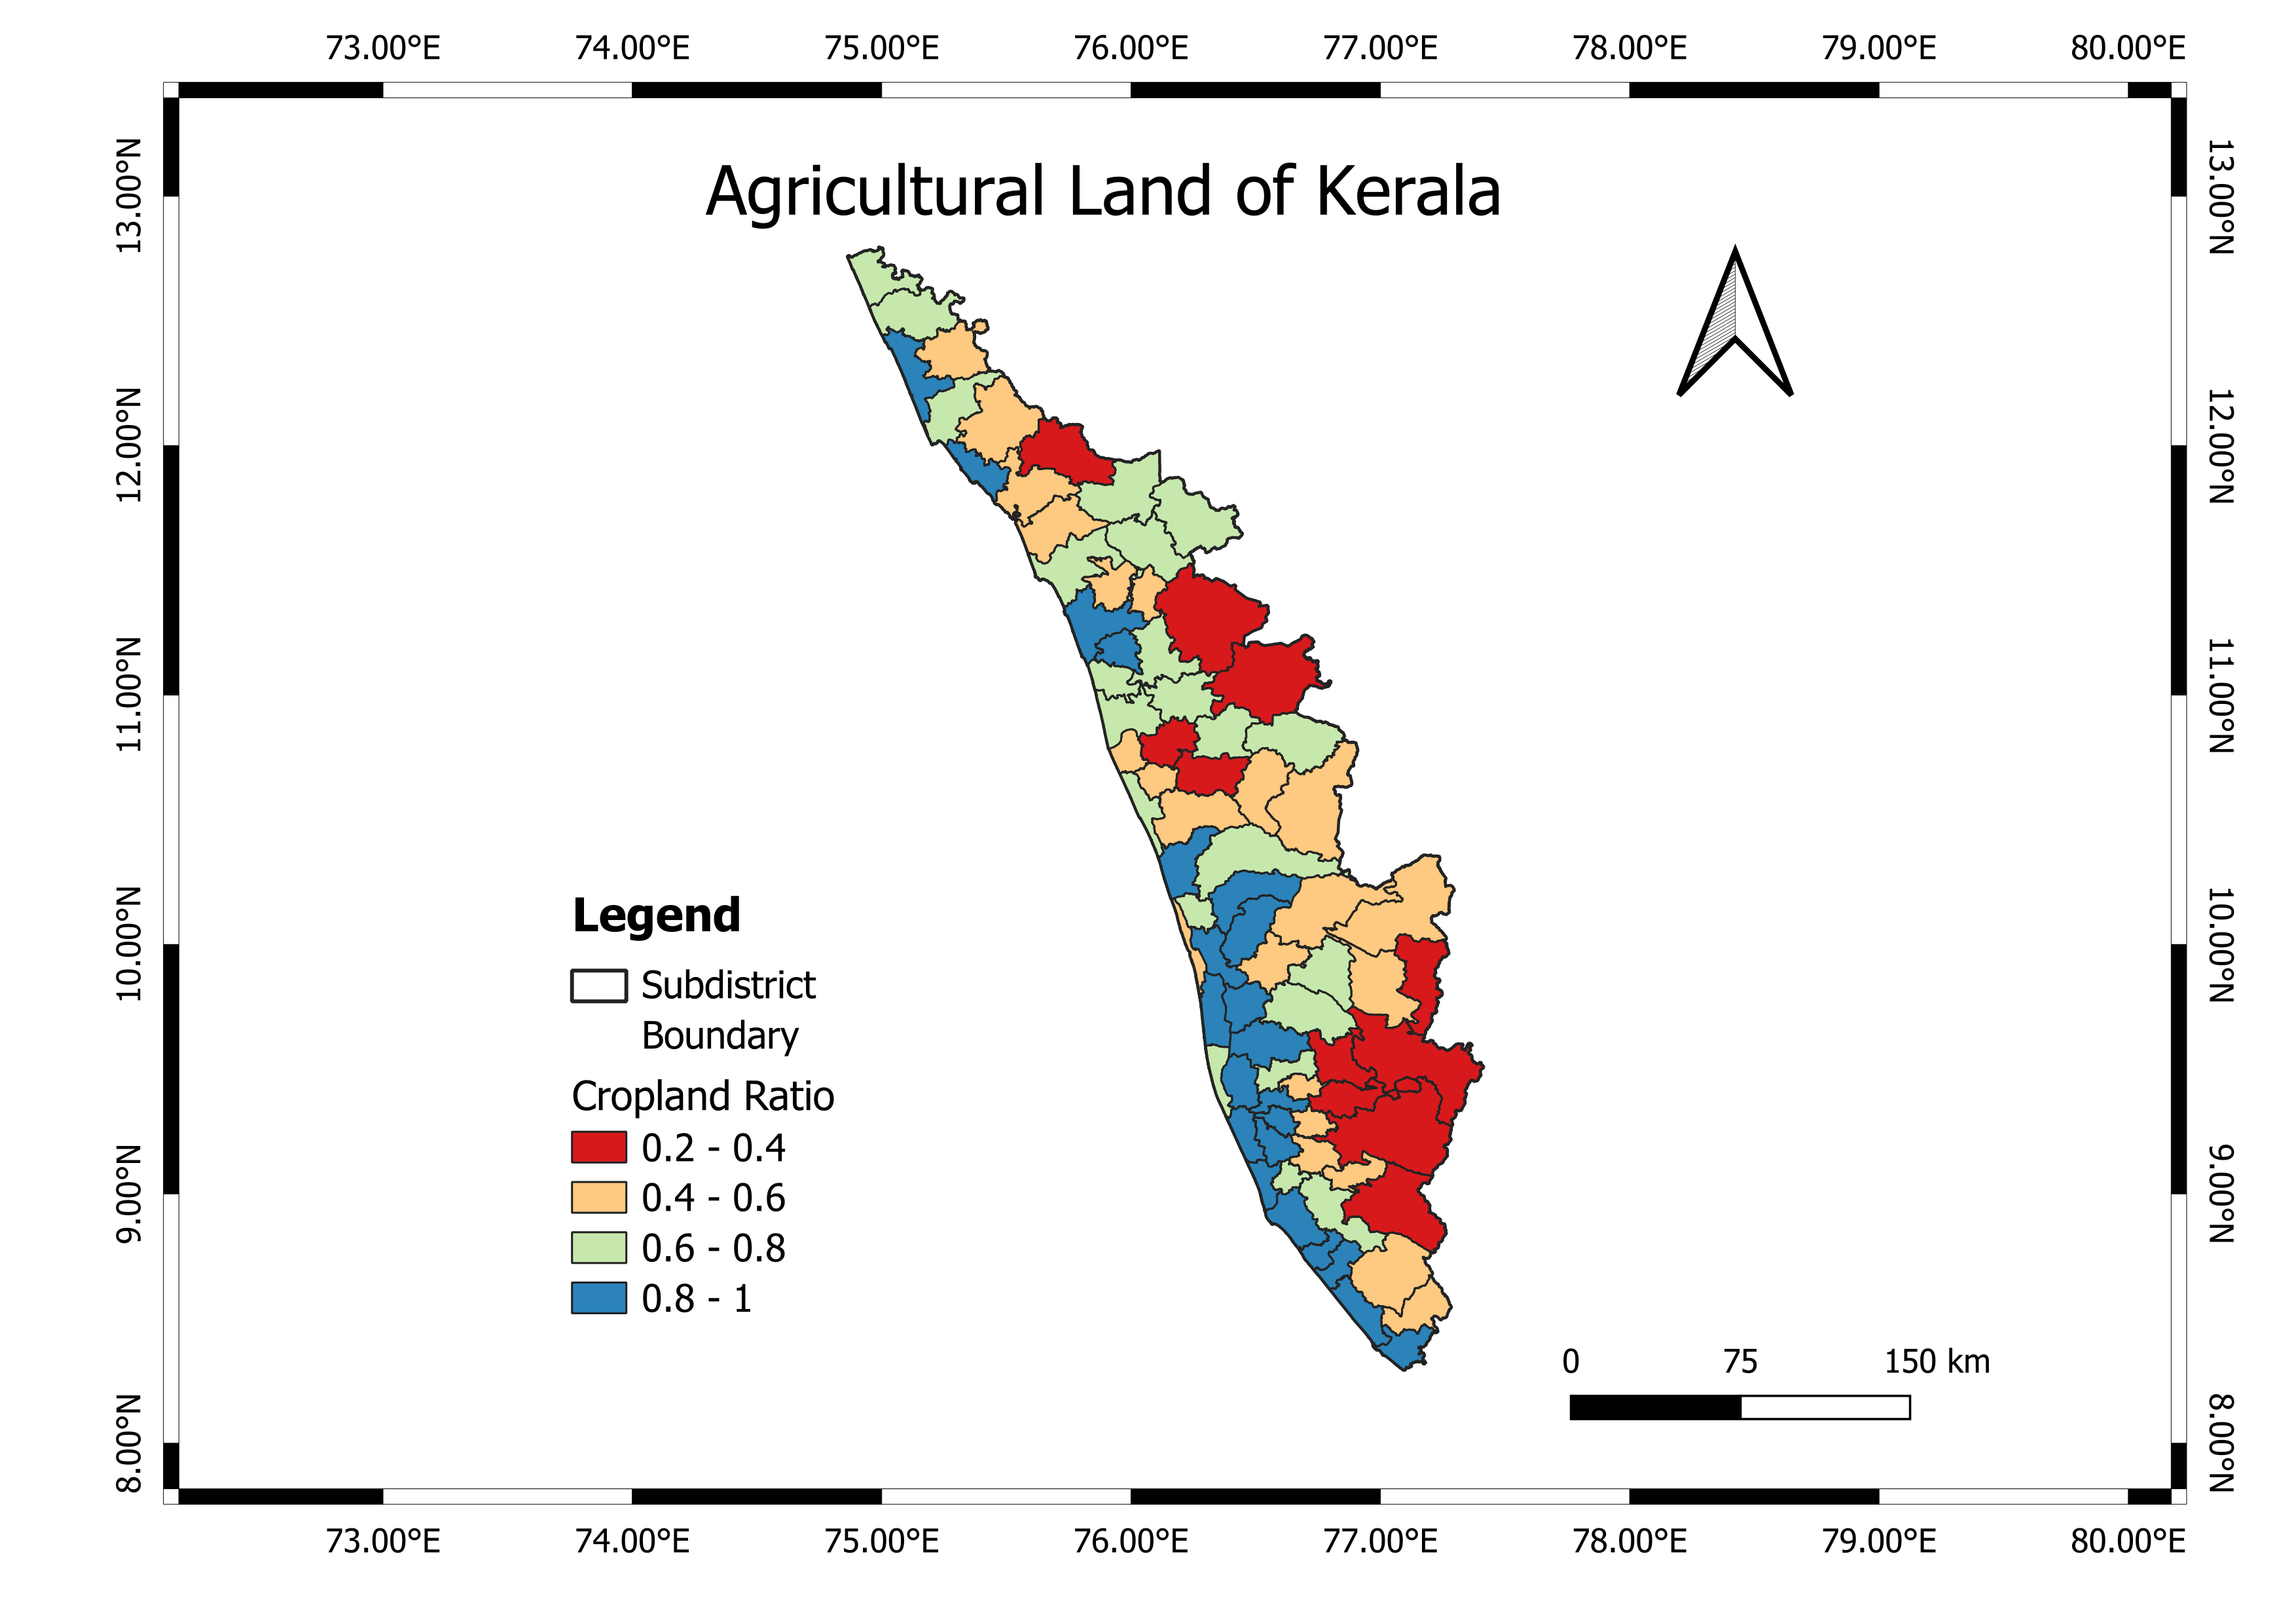 73.00°E 74.00°E 75.00°E 76.00°E 77.00°E 78.00°E 79.00°E 80.00°E
Agricultural Land of Kerala
13.00°N
12.00°N
11.00°N
10.00°N
9.00°N
8.00°N
13.00°N
12.00°N
11.00°N
10.00°N
9.00°N
8.00°N
Legend
Subdistrict
Boundary
Cropland Ratio
0.2 - 0.4
0.4 - 0.6
0.6 - 0.8
0.8 - 1
0 75 150 km
73.00°E 74.00°E 75.00°E 76.00°E 77.00°E 78.00°E 79.00°E 80.00°E